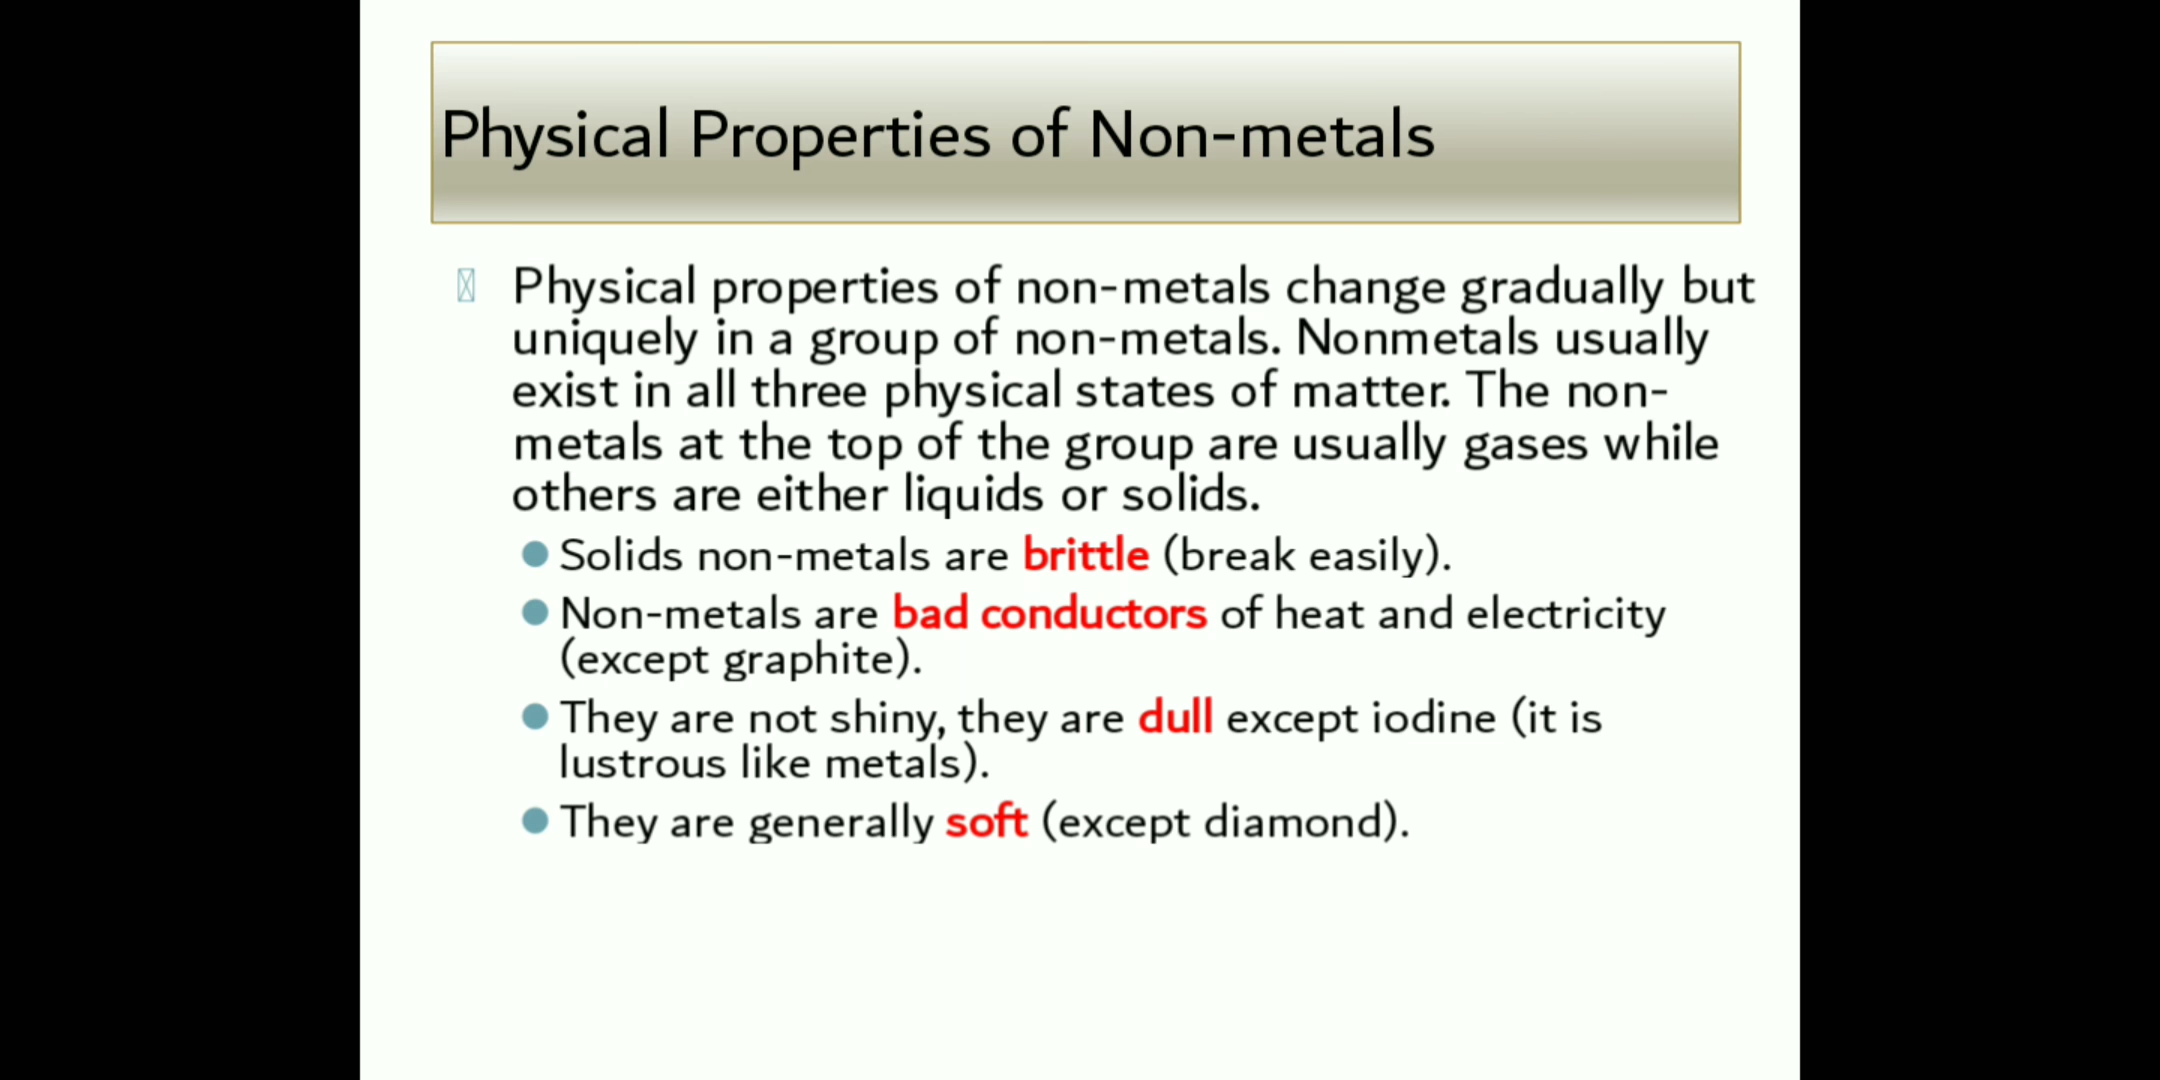 Physical Properties of Non-metals
Physical properties of non-metals change gradually but
uniquely in a group of non-metals. Nonmetals usually
exist in all three physical states of matter. The non-
metals at the top of the group are usually gases while
others are either liquids or solids.
Solids non-metals are brittle (break easily).
Non-metals are bad conductors of heat and electricity
(except graphite).
They are not shiny, they are dull except iodine (it is
lustrous like metals).
They are generally soft (except diamond).